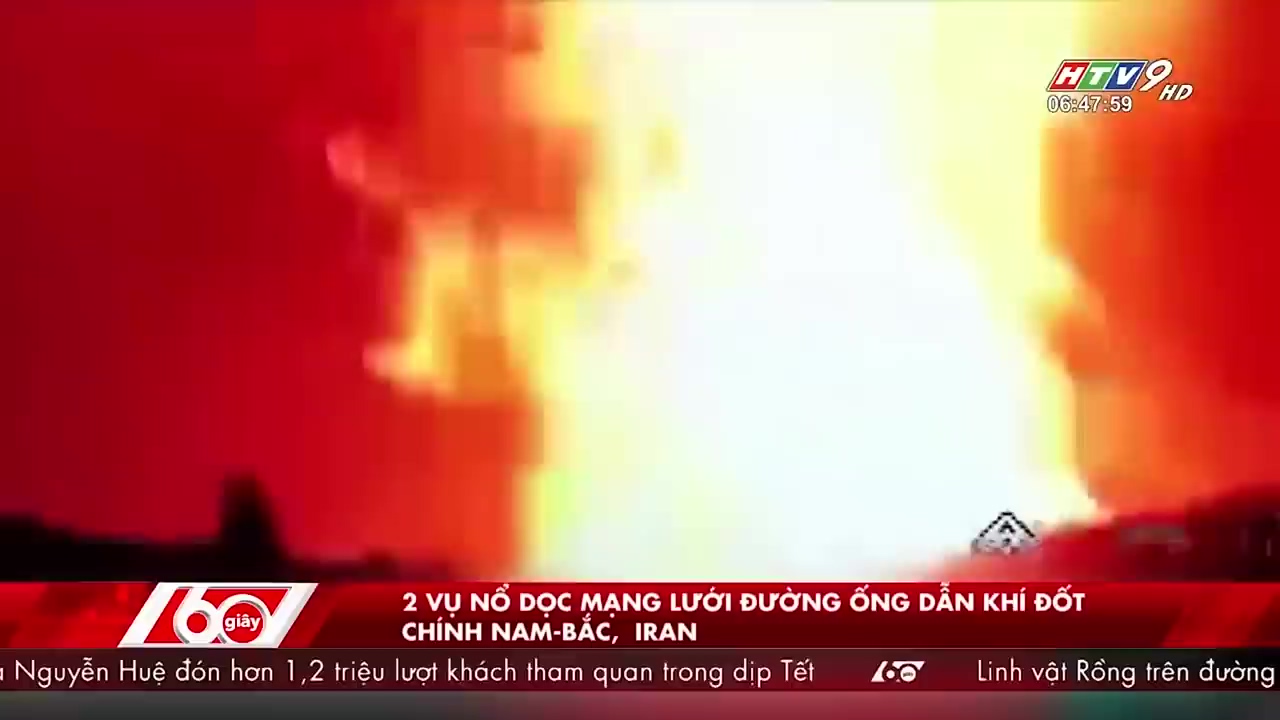 HTV9 HD
06:47:59
60 giây
2 VỤ NỔ DỌC MẠNG LƯỚI ĐƯỜNG ỐNG DẪN KHÍ ĐỐT
CHÍNH NAM-BẮC, IRAN
Nguyễn Huệ đón hơn 1,2 triệu lượt khách tham quan trong dịp Tết 60 giây Linh vật Rồng trên đường